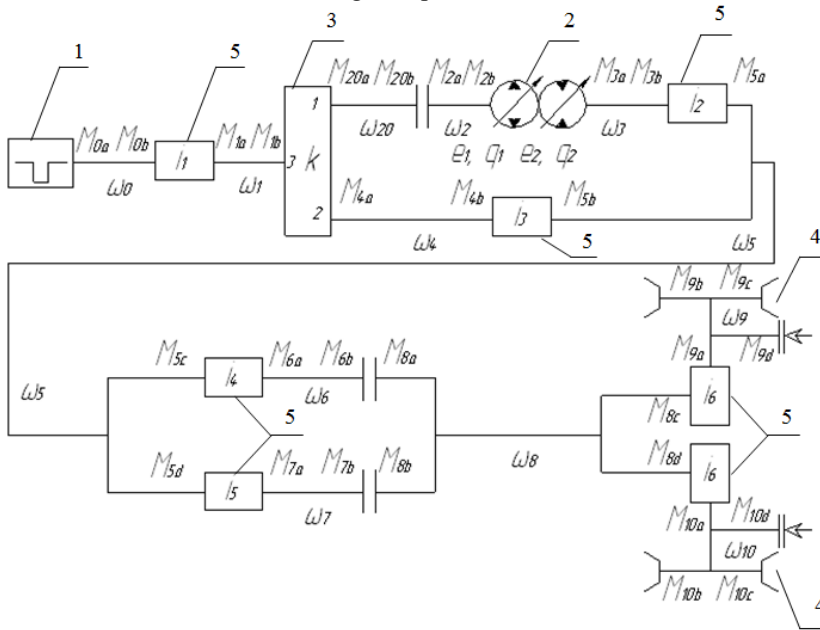 1
5
3
2
5
M0a M0b
M1a M1b
M20a M20b
M2a M2b
M3a M3b
M5a
ω0
i1
ω1
1
3 k
2
ω20
ω2
e1, q1 e2, q2
ω3
i2
M4a
M4b
M5b
i3
ω4
5
ω5
4
M9b M9c
ω9
M9a
M9d
M5c
i4
M6a M6b M8a
ω6
ω5
5
i6
5
M8c
ω8
M8d
i6
M5d
i5
M7a M7b M8b
ω7
M10a
M10d
ω10
M10b M10c
4